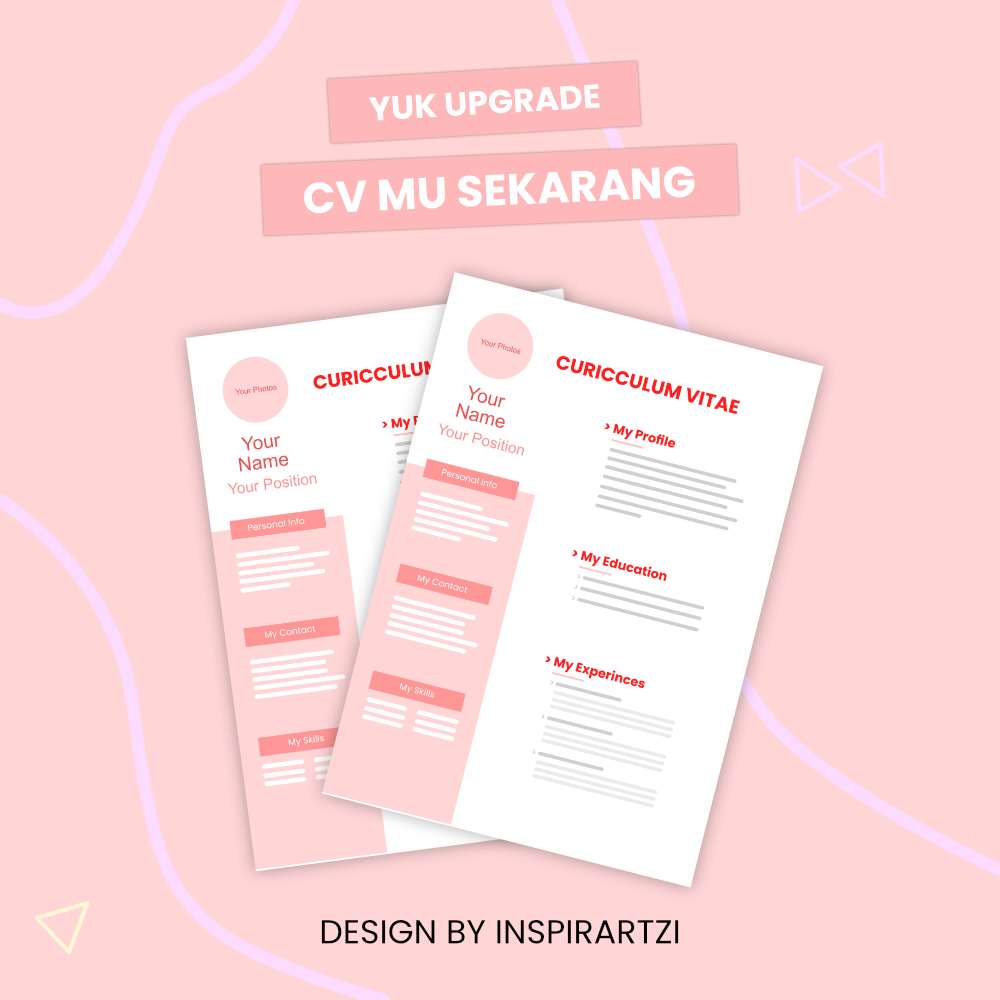 YUK UPGRADE
CV MU SEKARANG
Your Photos
CURICCULUM
Your
Name
Your Position
> My
Personal Info
My Contact
My Skills
Your Photos
CURICCULUM VITAE
Your
Name
Your Position
> My Profile
Personal Info
> My Education
My Contact
> My Experinces
My Skills
DESIGN BY INSPIRARTZI